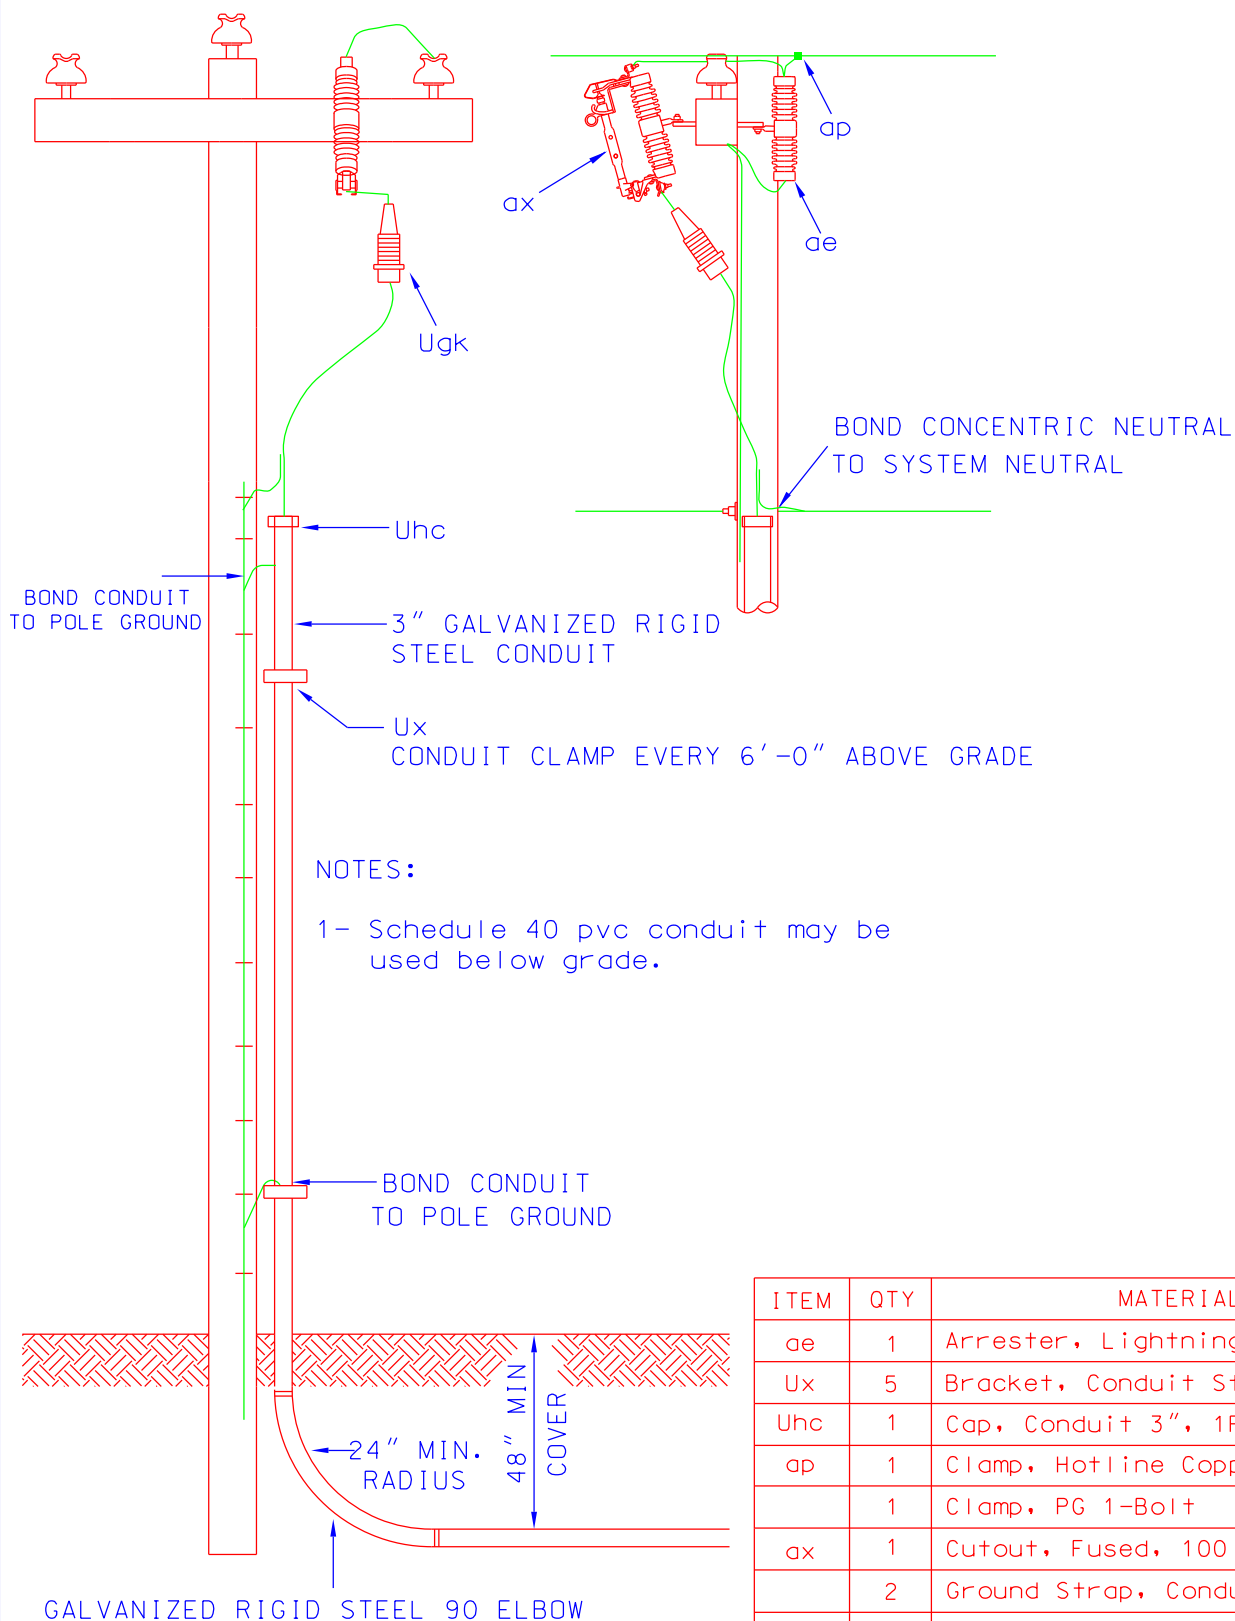 ap
ax
ae
Ugk
BOND CONCENTRIC NEUTRAL
TO SYSTEM NEUTRAL
Uhc
BOND CONDUIT
TO POLE GROUND
3" GALVANIZED RIGID
STEEL CONDUIT
Ux
CONDUIT CLAMP EVERY 6'-0" ABOVE GRADE
NOTES:
1- Schedule 40 pvc conduit may be
used below grade.
BOND CONDUIT
TO POLE GROUND
48" MIN
COVER
24" MIN.
RADIUS
GALVANIZED RIGID STEEL 90 ELBOW
ITEM QTY MATERIAL
ae 1 Arrester, Lightning
Ux 5 Bracket, Conduit
Uhc 1 Cap, Conduit 3",
ap 1 Clamp, Hotline
1 Clamp, PG 1-Bolt
ax 1 Cutout, Fused, 100
2 Ground Strap,